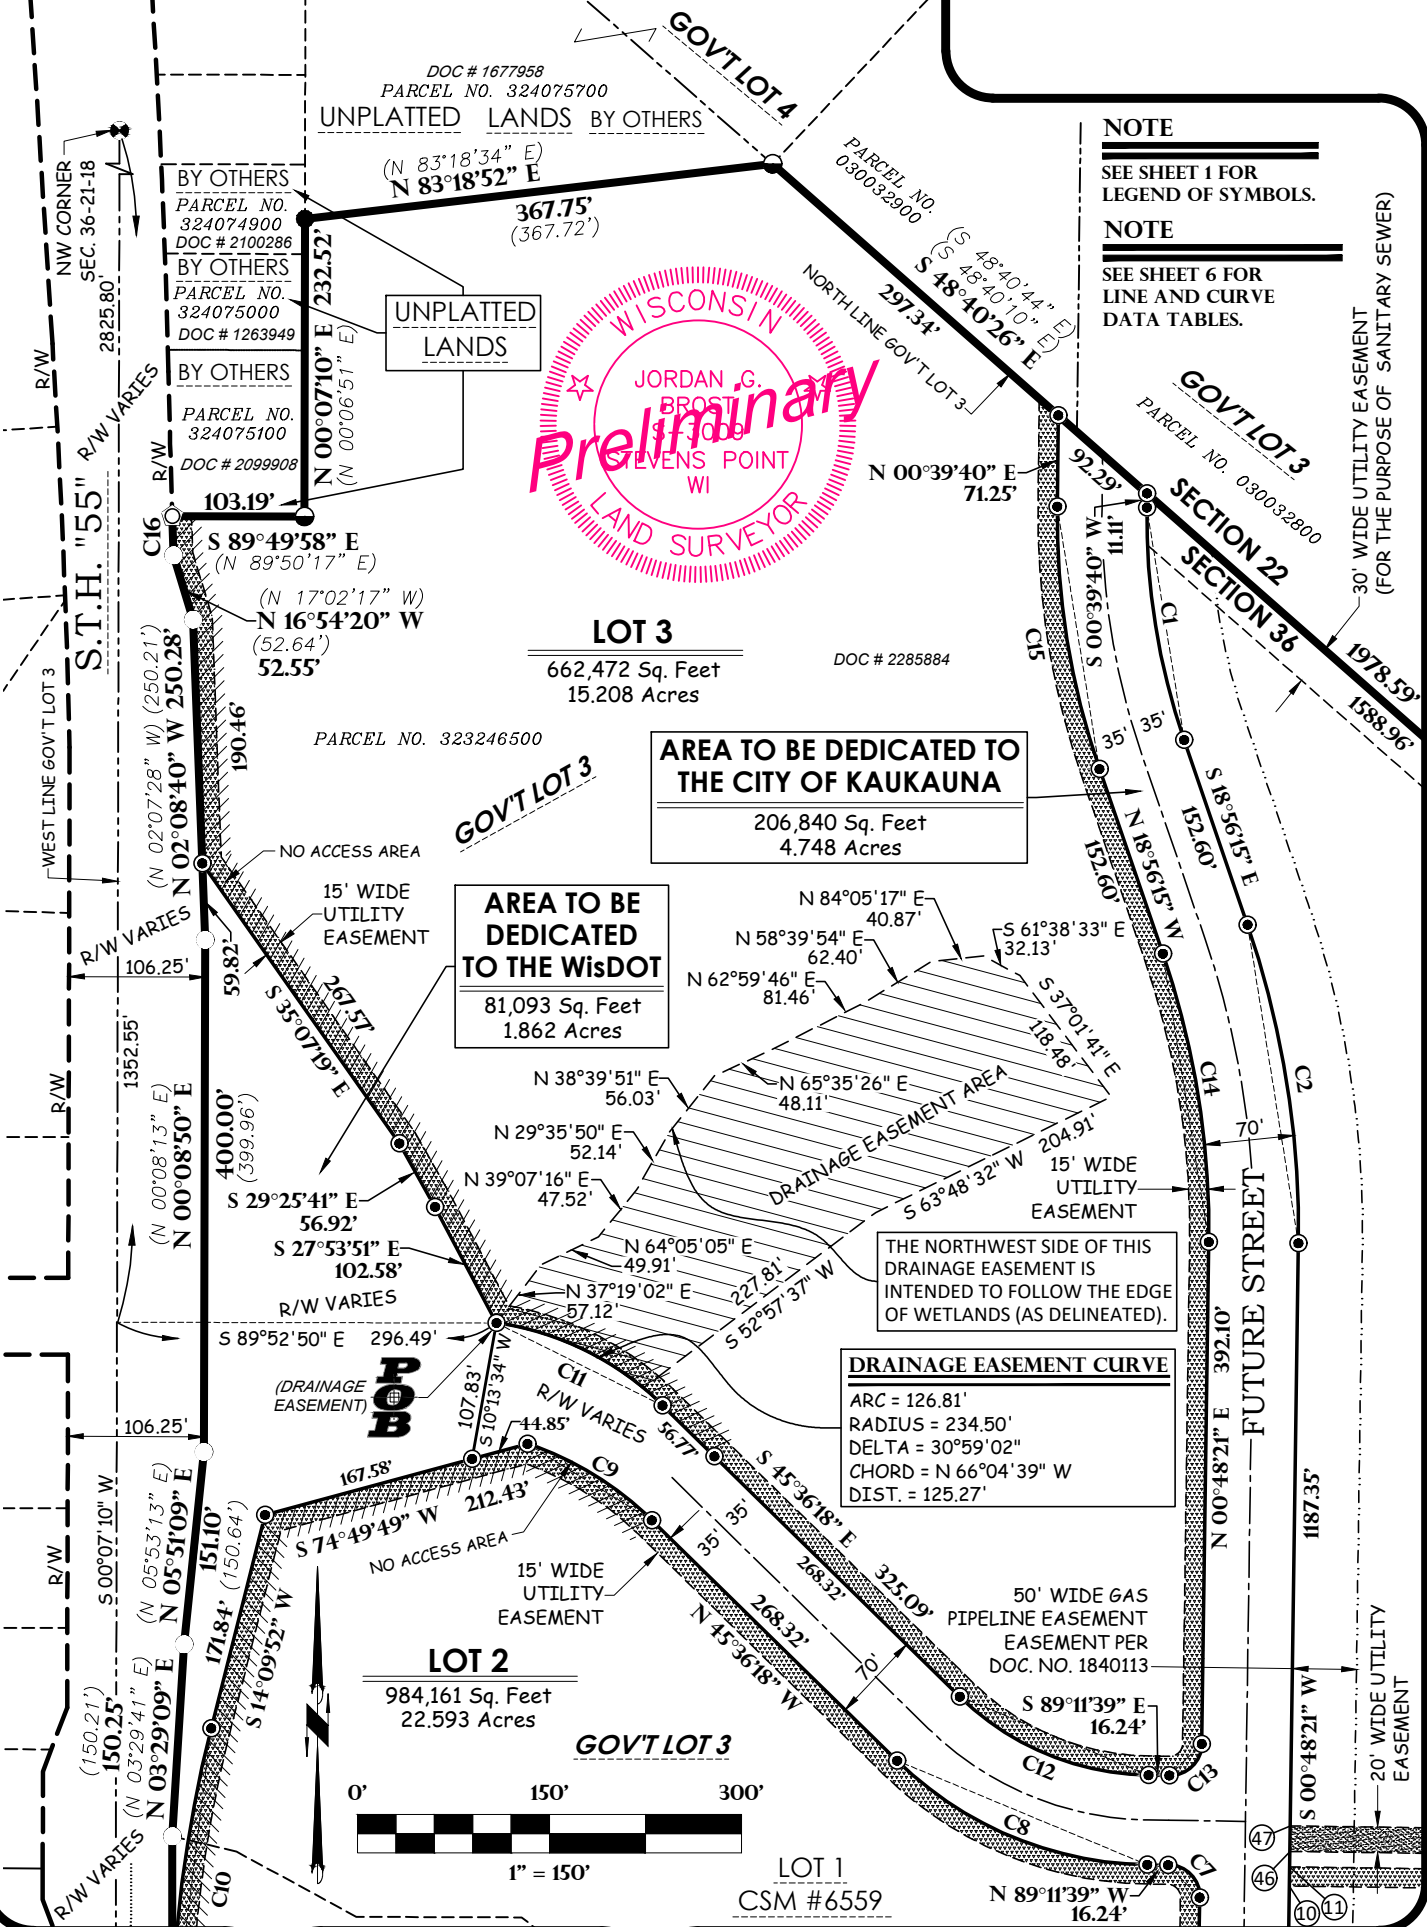 GOV'T LOT 4
DOC # 1677958
PARCEL NO. 324075700
UNPLATTED LANDS BY OTHERS
(N 83°18'34" E)
N 83°18'52" E
367.75'
(367.72')
PARCEL NO.
030032900
NOTE
SEE SHEET 1 FOR
LEGEND OF SYMBOLS.
NOTE
SEE SHEET 6 FOR
LINE AND CURVE
DATA TABLES.
NW CORNER
SEC. 36-21-18
2825.80'
R/W
R/W VARIES
R/W
BY OTHERS
PARCEL NO.
324074900
DOC # 2100286
BY OTHERS
PARCEL NO.
324075000
DOC # 1263949
BY OTHERS
PARCEL NO.
324075100
DOC # 2099908
N 00°07'10" E 232.52'
(N 00°06'51" E)
UNPLATTED
LANDS
WISCONSIN
JORDAN G.
BROST
S-3009
STEVENS POINT
WI
LAND SURVEYOR
Preliminary
(S 48°40'44" E)
(S 48°40'10" E)
S 48°40'26" E
297.34'
NORTH LINE GOV'T LOT 3
GOV'T LOT 3
PARCEL NO. 030032800
30' WIDE UTILITY EASEMENT
(FOR THE PURPOSE OF SANITARY SEWER)
N 00°39'40" E
71.25'
92.29'
11.11'
S 00°39'40" W
SECTION 22
SECTION 36
1978.59'
1588.96'
103.19'
C16
S 89°49'58" E
(N 89°50'17" E)
(N 17°02'17" W)
N 16°54'20" W
(52.64')
52.55'
S.T.H. "55"
WEST LINE GOV'T LOT 3
(N 02°07'28" W) (250.21')
N 02°08'40" W 250.28'
190.46'
LOT 3
662,472 Sq. Feet
15.208 Acres
DOC # 2285884
PARCEL NO. 323246500
GOV'T LOT 3
C15
C1
35'
35'
AREA TO BE DEDICATED TO
THE CITY OF KAUKAUNA
206,840 Sq. Feet
4.748 Acres
N 18°56'15" W
152.60'
S 18°56'15" E
152.60'
NO ACCESS AREA
15' WIDE
UTILITY
EASEMENT
AREA TO BE
DEDICATED
TO THE WisDOT
81,093 Sq. Feet
1.862 Acres
R/W VARIES
106.25'
59.82'
267.57'
S 35°07'19" E
N 84°05'17" E
40.87'
S 61°38'33" E
32.13'
N 58°39'54" E
62.40'
N 62°59'46" E
81.46'
S 37°01'41" E
118.48'
N 38°39'51" E
56.03'
N 65°35'26" E
48.11'
N 29°35'50" E
52.14'
DRAINAGE EASEMENT AREA
204.91'
S 63°48'32" W
N 39°07'16" E
47.52'
N 64°05'05" E
49.91'
N 37°19'02" E
57.12'
227.81'
S 52°57'37" W
1352.55'
R/W
(N 00°08'13" E)
N 00°08'50" E
400.00'
(399.96')
S 29°25'41" E
56.92'
S 27°53'51" E
102.58'
R/W VARIES
S 89°52'50" E 296.49'
C14
C2
70'
15' WIDE
UTILITY
EASEMENT
THE NORTHWEST SIDE OF THIS
DRAINAGE EASEMENT IS
INTENDED TO FOLLOW THE EDGE
OF WETLANDS (AS DELINEATED).
FUTURE STREET
N 00°48'21" E 392.10'
1187.35'
S 00°48'21" W
(DRAINAGE
EASEMENT)
POB
107.83'
S 10°13'34" W
C11
R/W VARIES
56.77'
DRAINAGE EASEMENT CURVE
ARC = 126.81'
RADIUS = 234.50'
DELTA = 30°59'02"
CHORD = N 66°04'39" W
DIST. = 125.27'
106.25'
44.85'
167.58'
S 74°49'49" W 212.43'
C9
NO ACCESS AREA
15' WIDE
UTILITY
EASEMENT
35'
35'
S 45°36'18" E
268.32'
325.09'
268.32'
N 45°36'18" W
70'
S 00°07'10" W
R/W
(N 05°53'13" E)
N 05°51'09" E
151.10'
(150.64')
171.84'
S 14°09'52" W
(150.21')
150.25'
(N 03°29'41" E)
N 03°29'09" E
R/W VARIES
C10
N
LOT 2
984,161 Sq. Feet
22.593 Acres
GOV'T LOT 3
0' 150' 300'
1" = 150'
50' WIDE GAS
PIPELINE EASEMENT
EASEMENT PER
DOC. NO. 1840113
S 89°11'39" E
16.24'
C12
C13
C8
C7
N 89°11'39" W
16.24'
LOT 1
CSM #6559
20' WIDE UTILITY
EASEMENT
47
46
10
11